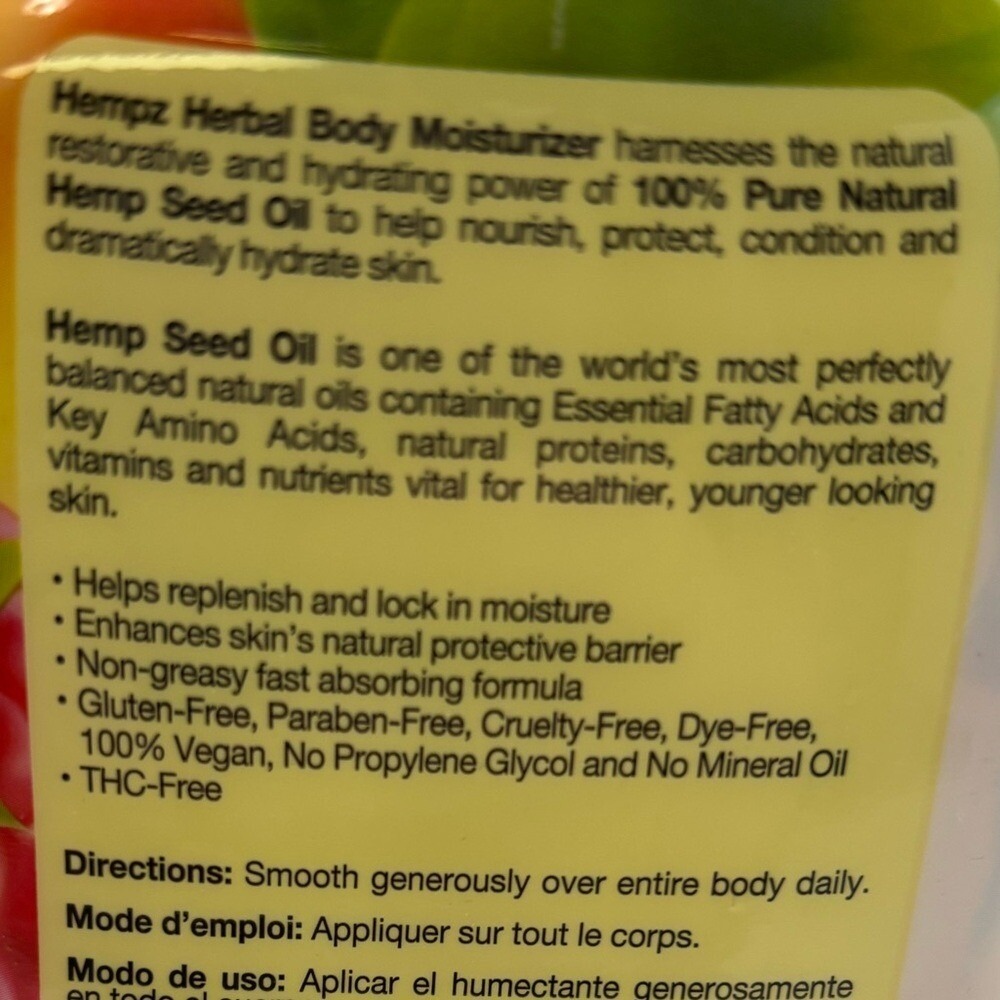 Hempz Herbal Body Moisturizer harnesses the natural
restorative and hydrating power of 100% Pure Natural
Hemp Seed Oil to help nourish, protect, condition and
dramatically hydrate skin.
Hemp Seed Oil is one of the world's most perfectly
balanced natural oils containing Essential Fatty Acids and
Key Amino Acids, natural proteins, carbohydrates,
vitamins and nutrients vital for healthier, younger looking
skin.
• Helps replenish and lock in moisture
• Enhances skin's natural protective barrier
• Non-greasy fast absorbing formula
• Gluten-Free, Paraben-Free, Cruelty-Free, Dye-Free,
100% Vegan, No Propylene Glycol and No Mineral Oil
• THC-Free
Directions: Smooth generously over entire body daily.
Mode d'emploi: Appliquer sur tout le corps.
Modo de uso: Aplicar el humectante generosamente
en todo el